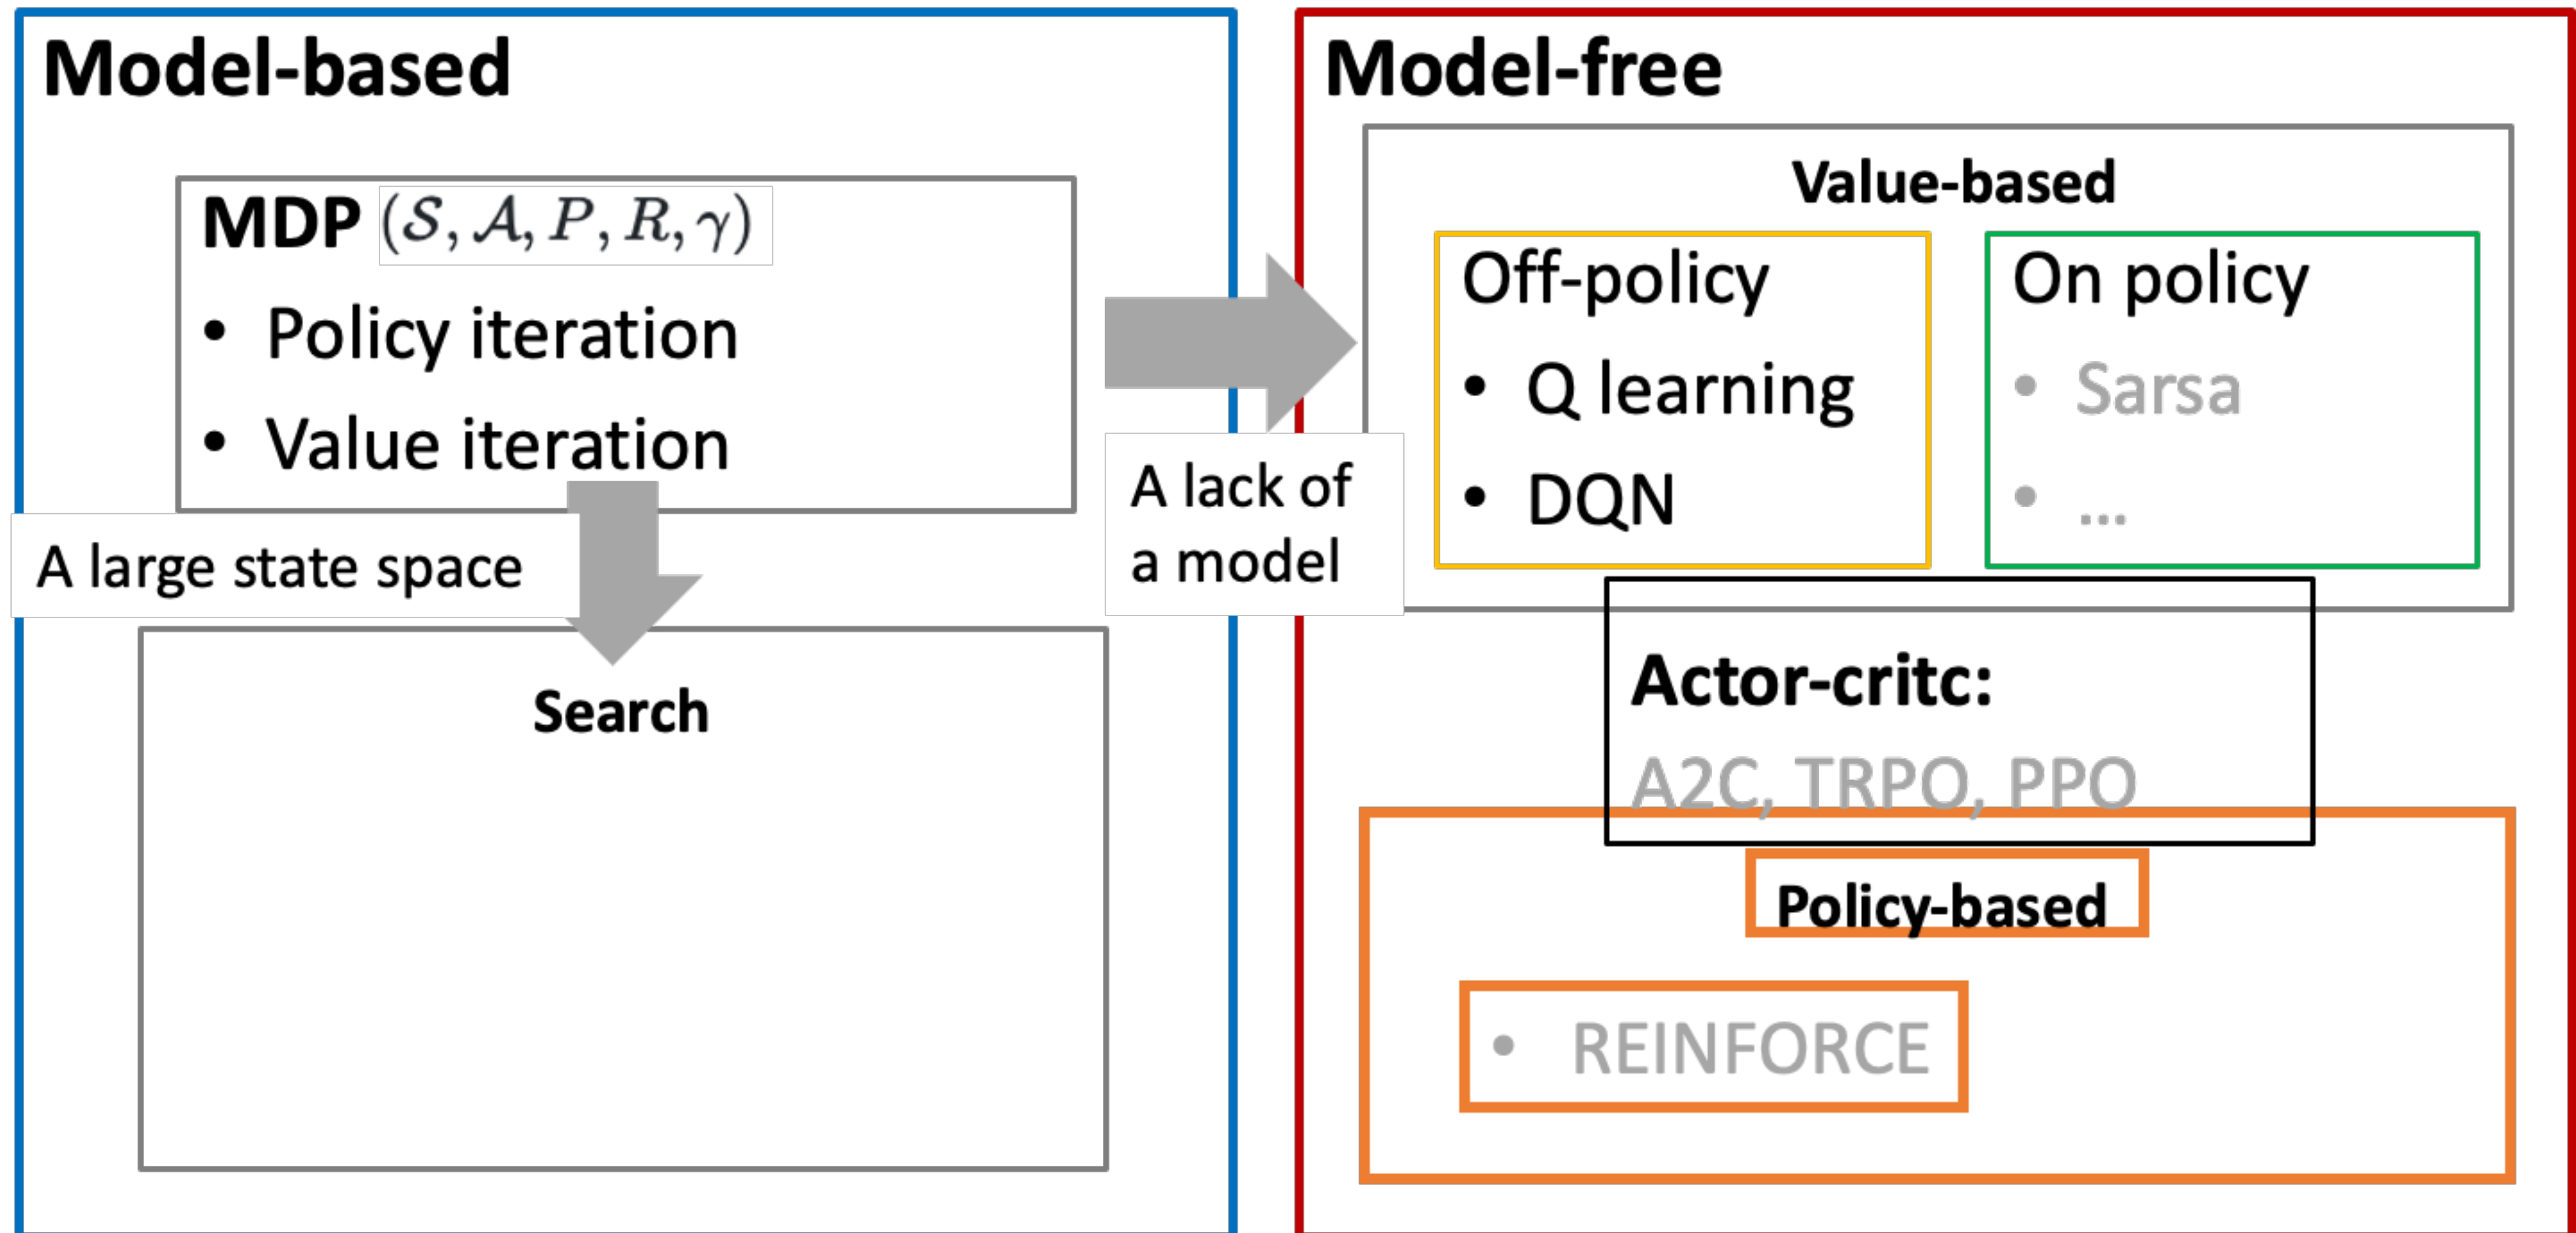 Model-based
MDP (𝒮, 𝒜, P, R, γ)
• Policy iteration
• Value iteration
A large state space
Search
A lack of
a model
Model-free
Value-based
Off-policy
• Q learning
• DQN
On policy
• Sarsa
• ...
Actor-critc:
A2C, TRPO, PPO
Policy-based
• REINFORCE